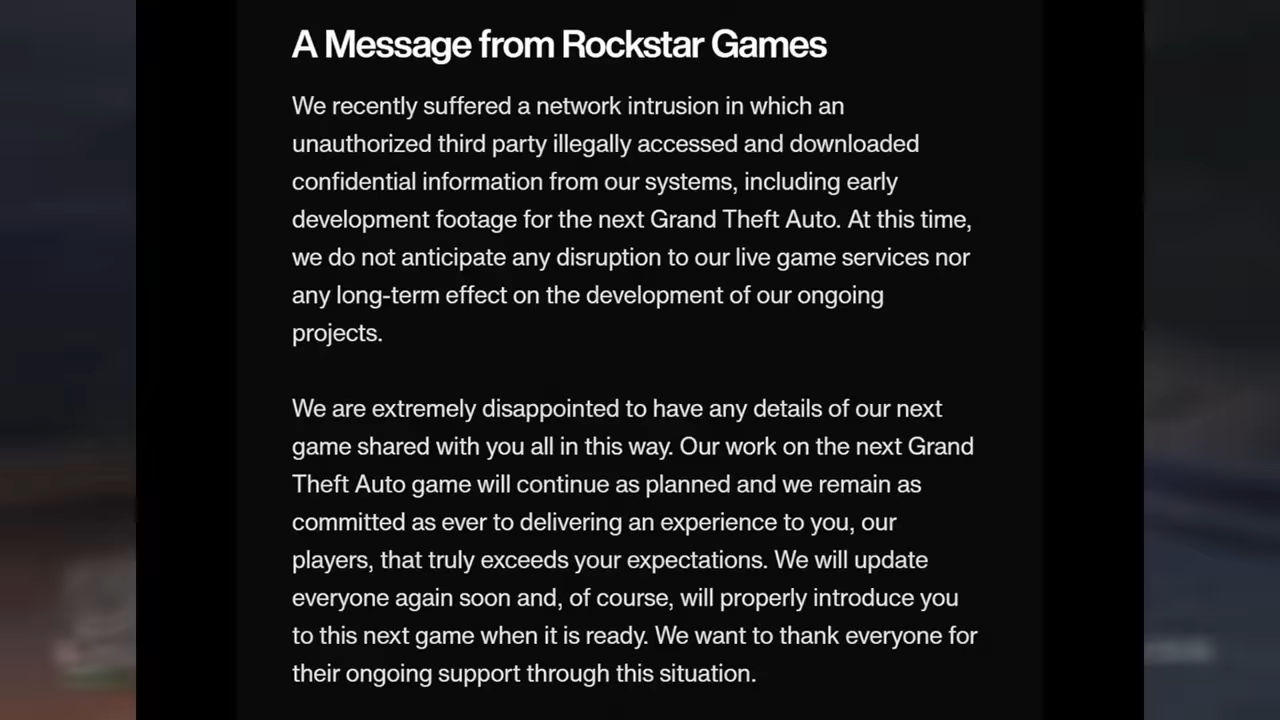 A Message from Rockstar Games
We recently suffered a network intrusion in which an
unauthorized third party illegally accessed and downloaded
confidential information from our systems, including early
development footage for the next Grand Theft Auto. At this time,
we do not anticipate any disruption to our live game services nor
any long-term effect on the development of our ongoing
projects.
We are extremely disappointed to have any details of our next
game shared with you all in this way. Our work on the next Grand
Theft Auto game will continue as planned and we remain as
committed as ever to delivering an experience to you, our
players, that truly exceeds your expectations. We will update
everyone again soon and, of course, will properly introduce you
to this next game when it is ready. We want to thank everyone for
their ongoing support through this situation.